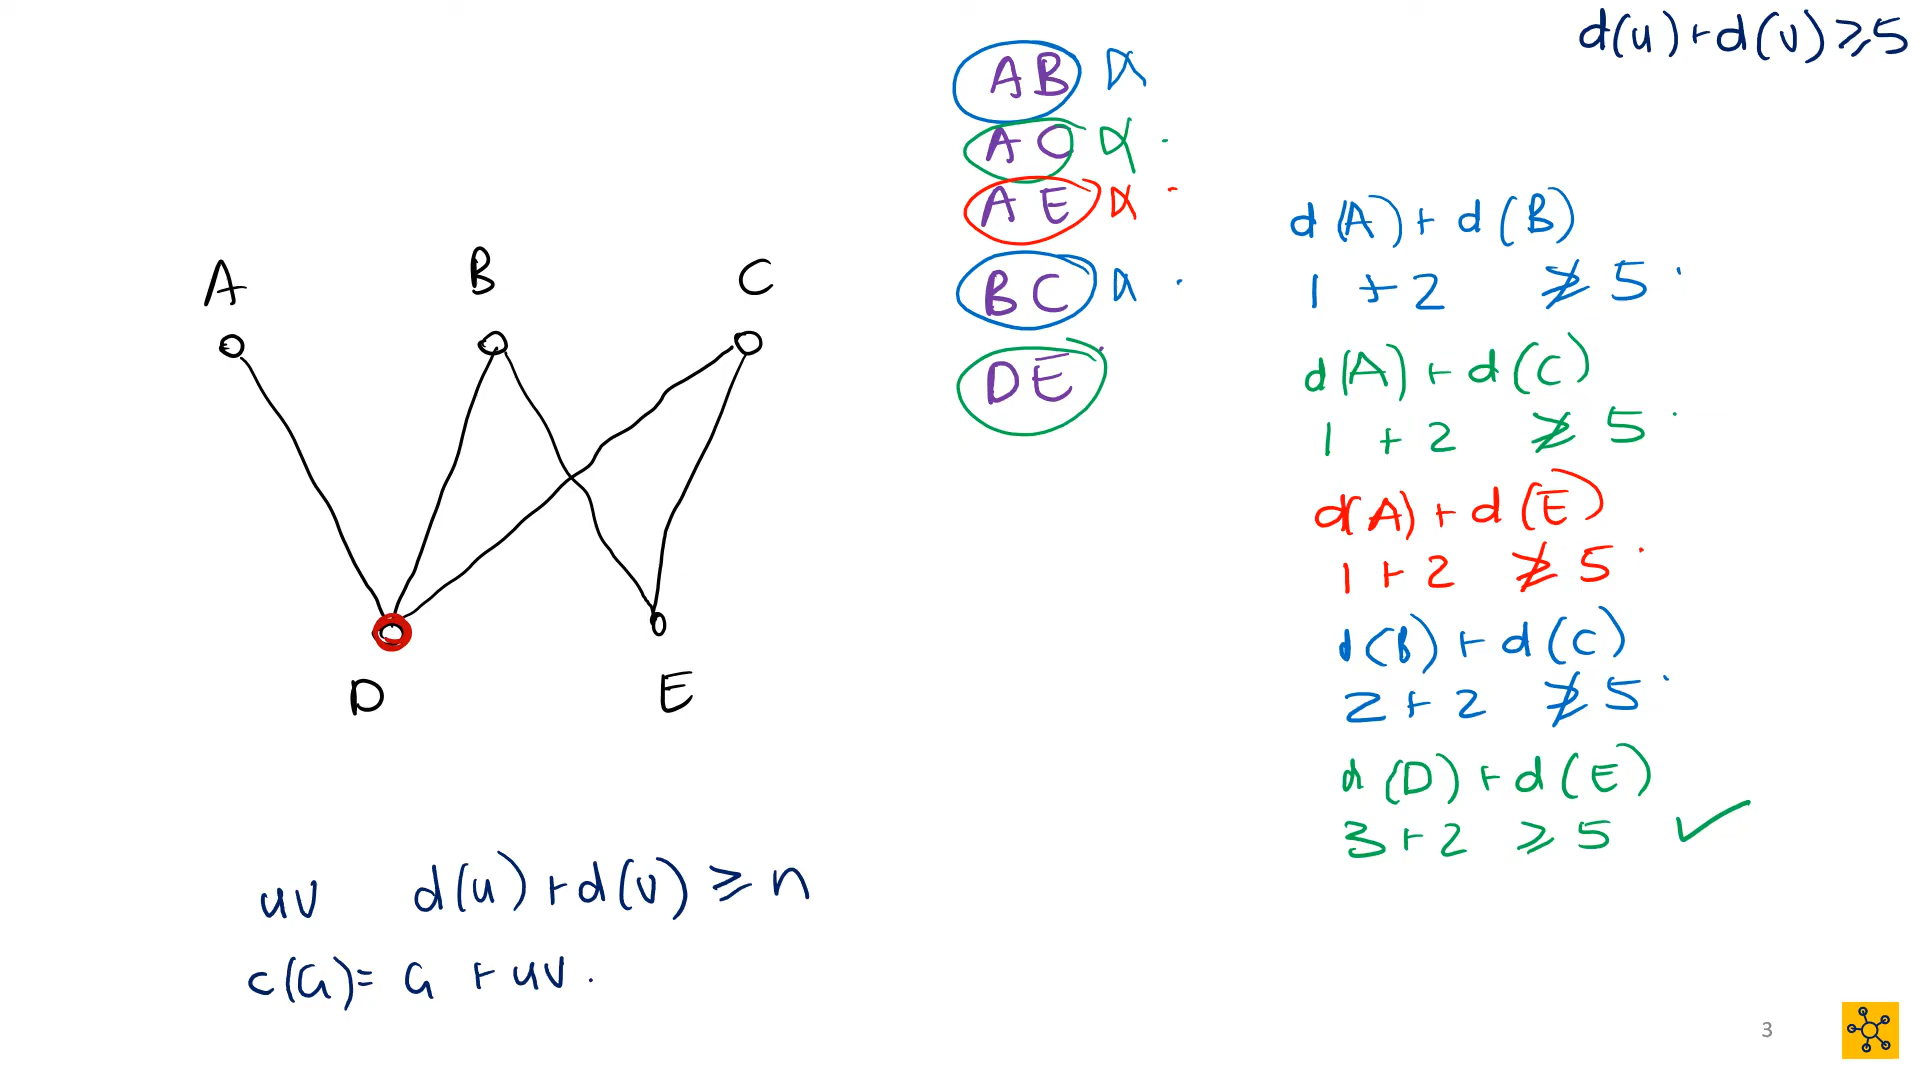 d(u)+d(v)≥5
AB α
AC α
AE α
BC α
DE
A B C
D E
d(A)+d(B)
1+2 ≱ 5
d(A)+d(C)
1+2 ≱ 5
d(A)+d(E)
1+2 ≱ 5
d(B)+d(C)
2+2 ≱ 5
d(D)+d(E)
3+2 ≥ 5 ✓
uv d(u)+d(v) ≥ n
c(G)= G + uv.
3